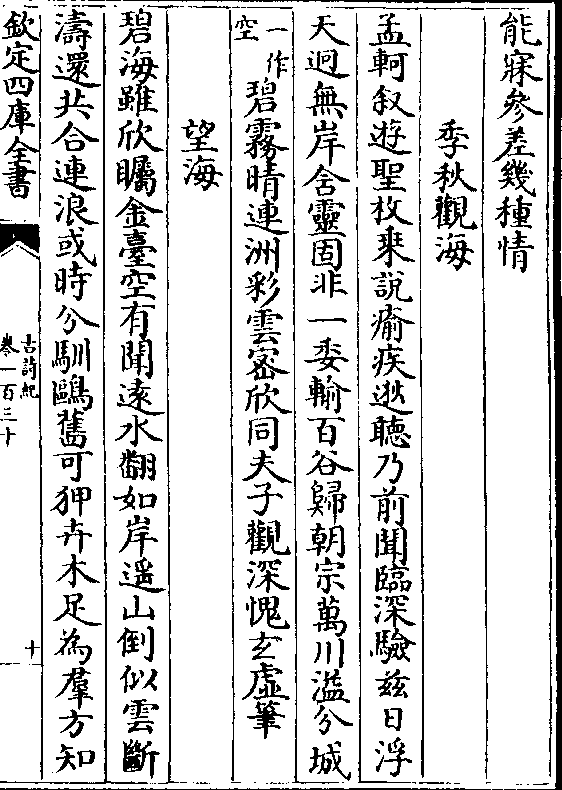 能寐參差幾種情
季秋觀海
孟軻叙遊聖枚乗說瘉疾逖聽乃前聞臨深驗兹日浮
天迥無岸含靈固非一委輸百谷歸朝宗萬川溢分城
一作空碧霧晴連洲彩雲密欣同夫子觀深愧玄虛筆
望海
碧海雖欣矚金臺空有聞逺水翻如岸遥山倒似雲斷
濤還共合連浪或時分馴鷗舊可狎卉木足為羣方知
欽定四庫全書
古詩紀
卷一百三十
十